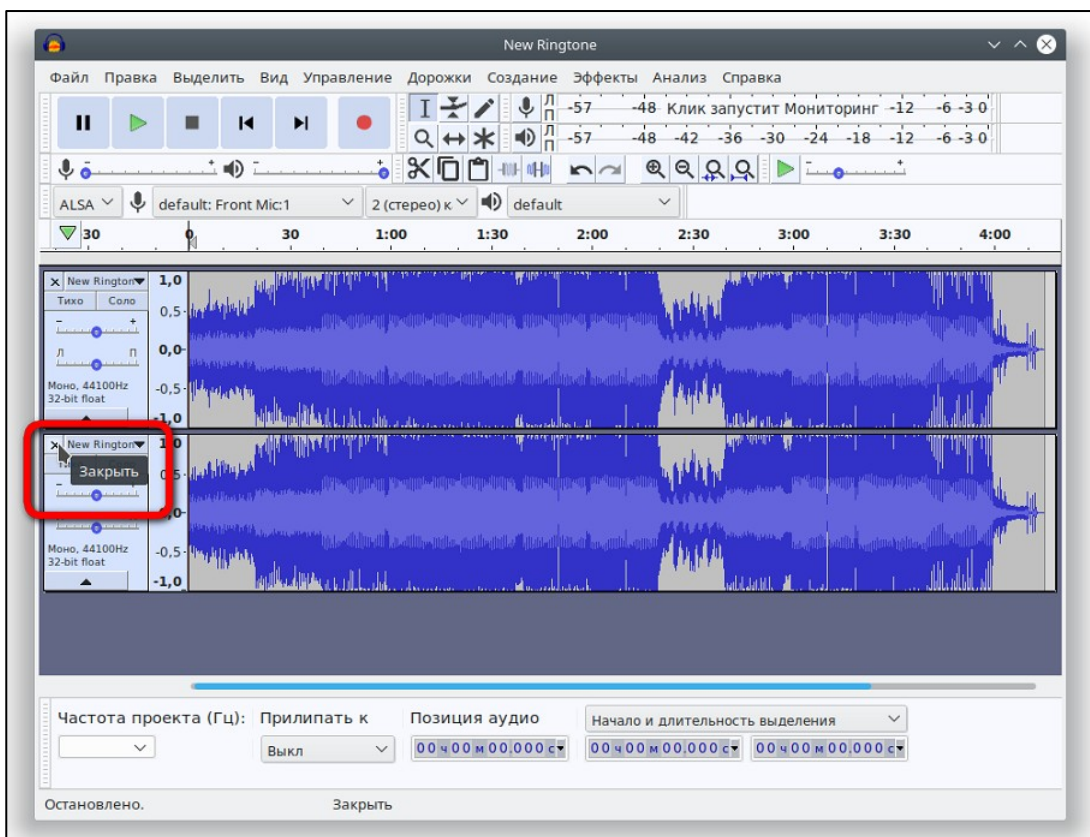 New Ringtone
Файл Правка Выделить Вид Управление Дорожки Создание Эффекты Анализ Справка
Л П -57 -48 Клик запустит Мониторинг -12 -6 -3 0
Л П -57 -48 -42 -36 -30 -24 -18 -12 -6 -3 0
ALSA default: Front Mic:1 2 (стерео) к default
30 0 30 1:00 1:30 2:00 2:30 3:00 3:30 4:00
x New Rington 1,0
Тихо Соло
- + 0,5
Л П 0,0
Моно, 44100Hz -0,5
32-bit float
-1,0
x New Rington 1,0
Закрыть 0,5
- +
0,0
Моно, 44100Hz -0,5
32-bit float
-1,0
Частота проекта (Гц): Прилипать к Позиция аудио Начало и длительность выделения
Выкл 00 ч 00 м 00,000 с 00 ч 00 м 00,000 с 00 ч 00 м 00,000 с
Остановлено. Закрыть